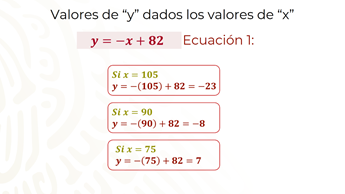 Valores de “y” dados los valores de “x”
y = −x + 82 Ecuación 1:
Si x = 105
y = −(105) + 82 = −23
Si x = 90
y = −(90) + 82 = −8
Si x = 75
y = −(75) + 82 = 7